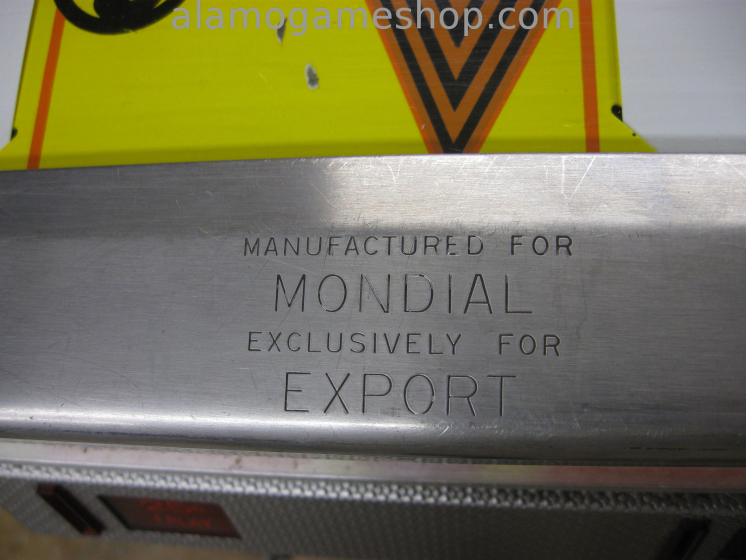 alamogameshop.com
MANUFACTURED FOR
MONDIAL
EXCLUSIVELY FOR
EXPORT